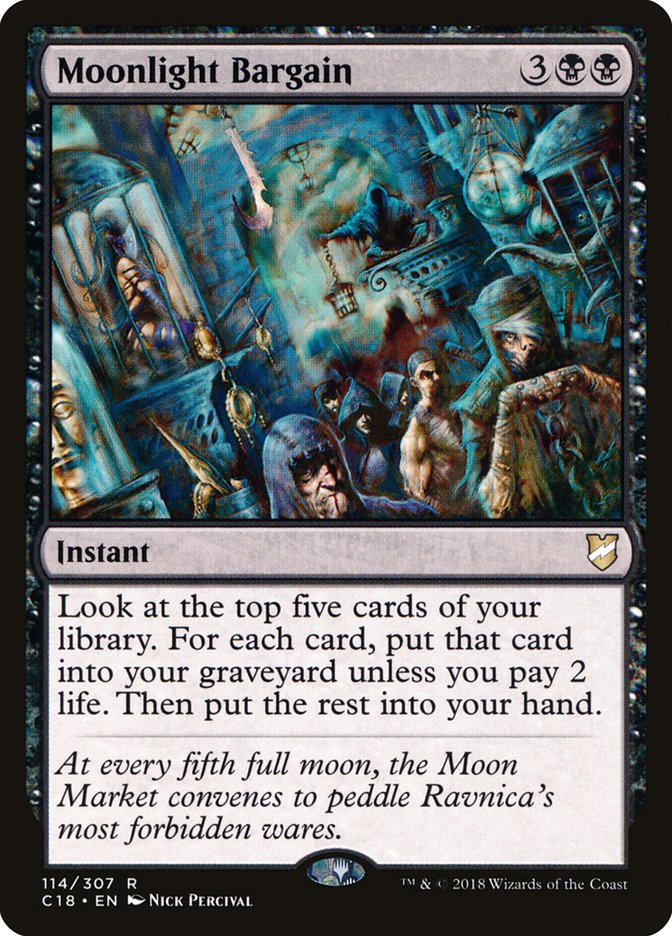 Moonlight Bargain 3
Instant
Look at the top five cards of your
library. For each card, put that card
into your graveyard unless you pay 2
life. Then put the rest into your hand.
At every fifth full moon, the Moon
Market convenes to peddle Ravnica's
most forbidden wares.
114/307 R
C18 • EN Nick Percival
™ & © 2018 Wizards of the Coast